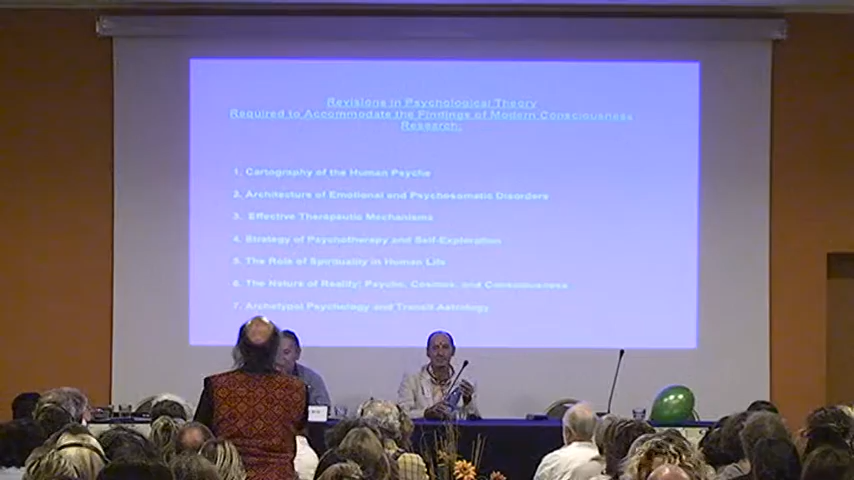 Revisions in Psychological Theory
Required to Accommodate the Findings of Modern Consciousness
Research:
1. Cartography of the Human Psyche
2. Architecture of Emotional and Psychosomatic Disorders
3. Effective Therapeutic Mechanisms
4. Strategy of Psychotherapy and Self-Exploration
5. The Role of Spirituality in Human Life
6. The Nature of Reality: Psyche, Cosmos, and Consciousness
7. Archetypal Psychology and Transit Astrology